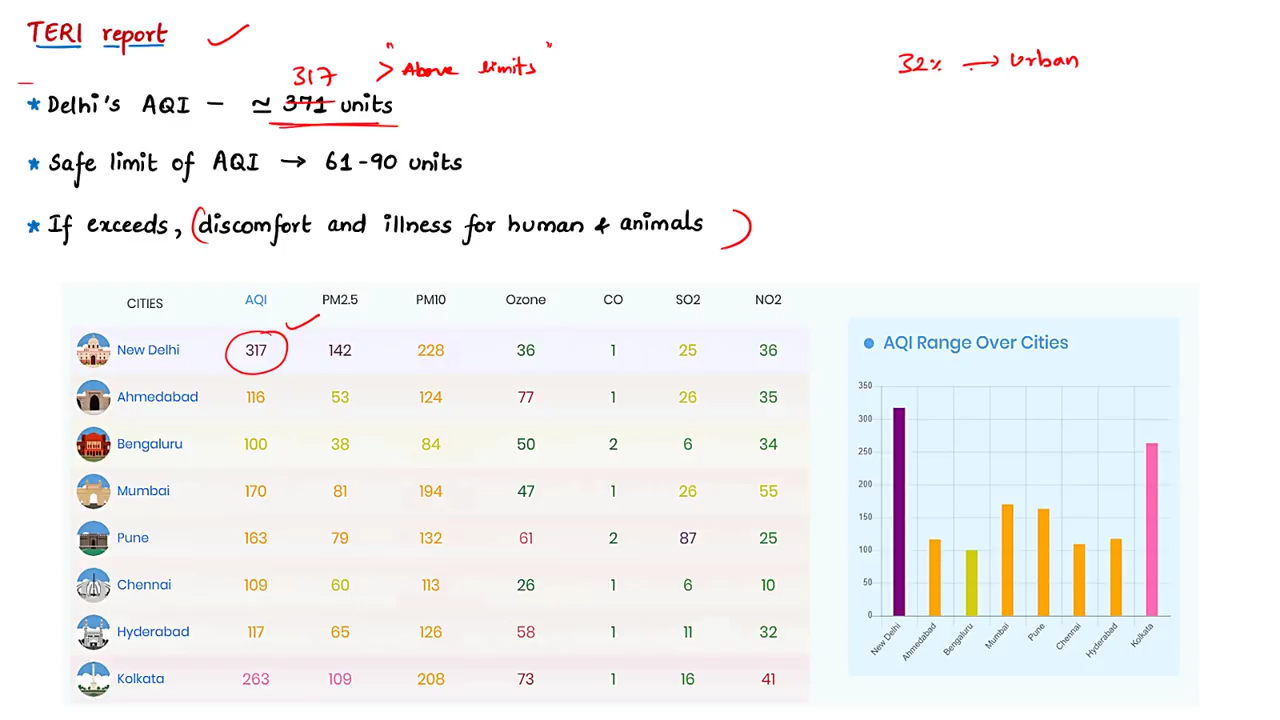 TERI report
" > Above limits "
317
32% → Urban
* Delhi's AQI - ≃ 371 units
* Safe limit of AQI → 61-90 units
* If exceeds, (discomfort and illness for human & animals)
CITIES AQI PM2.5 PM10 Ozone CO SO2 NO2
New Delhi 317 142 228 36 1 25 36
Ahmedabad 116 53 124 77 1 26 35
Bengaluru 100 38 84 50 2 6 34
Mumbai 170 81 194 47 1 26 55
Pune 163 79 132 61 2 87 25
Chennai 109 60 113 26 1 6 10
Hyderabad 117 65 126 58 1 11 32
Kolkata 263 109 208 73 1 16 41
AQI Range Over Cities
350
300
250
200
150
100
50
0
New Delhi Ahmedabad Bengaluru Mumbai Pune Chennai Hyderabad Kolkata